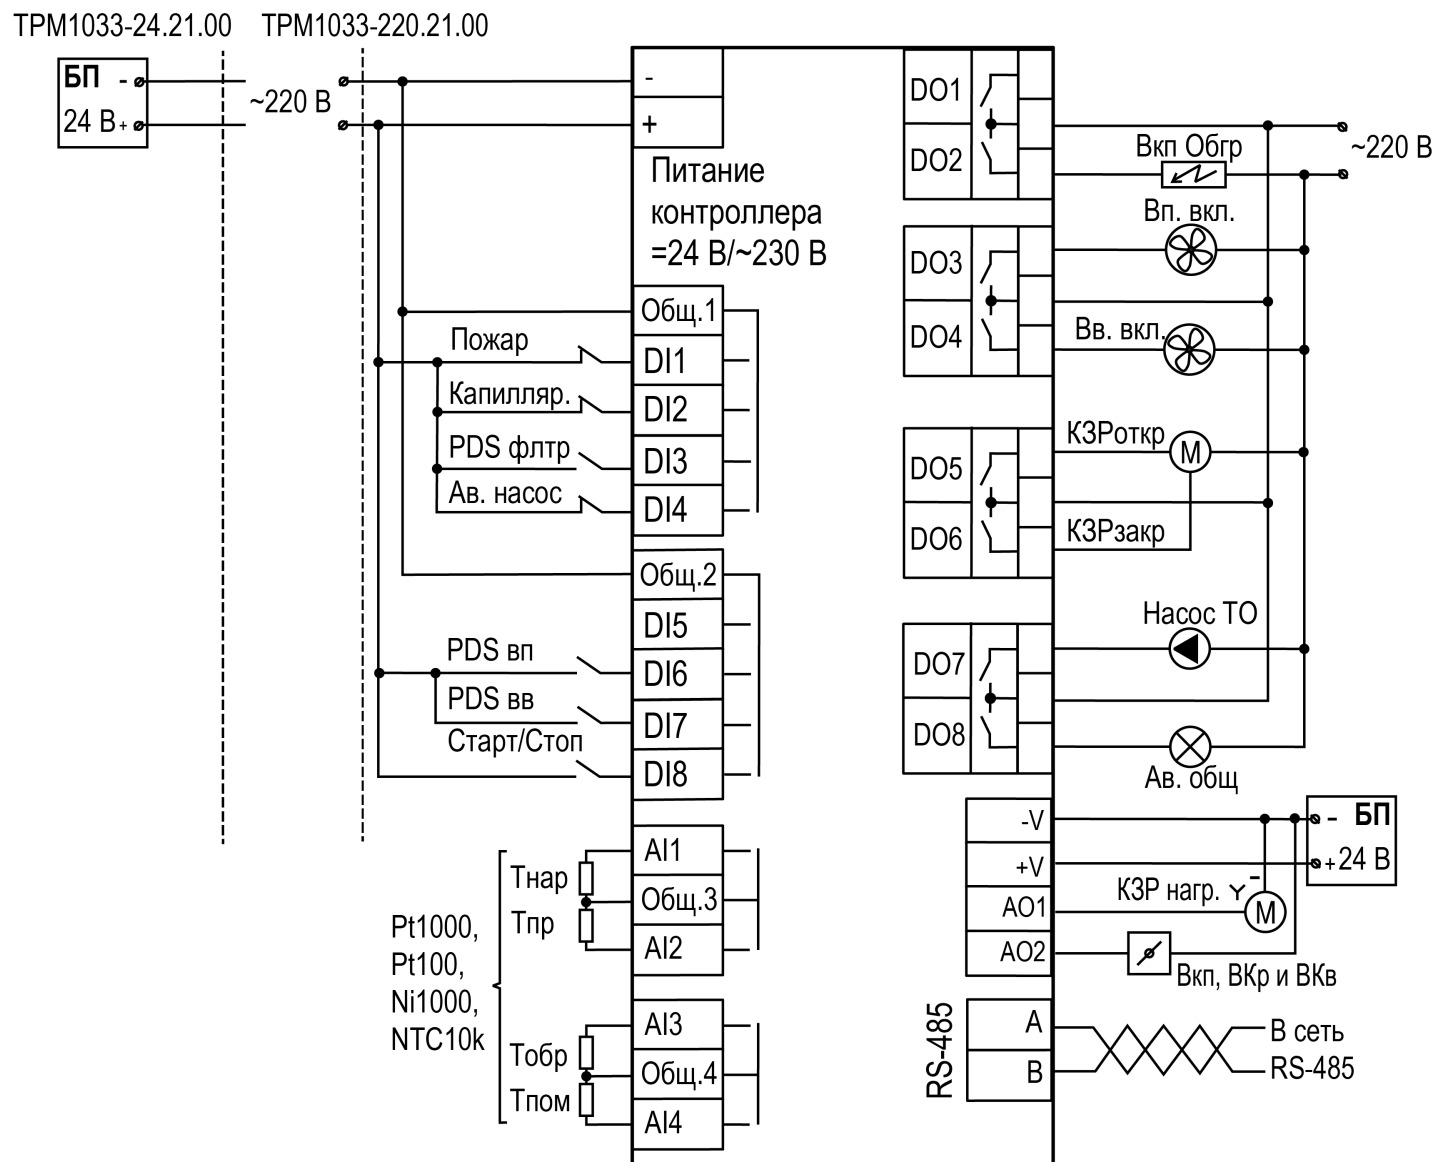 ТРМ1033-24.21.00
ТРМ1033-220.21.00
БП -
24 В +
~220 В
-
+
Питание
контроллера
=24 В/~230 В
Общ.1
Пожар
DI1
Капилляр.
DI2
PDS флтр
DI3
Ав. насос
DI4
Общ.2
DI5
PDS вп
DI6
PDS вв
DI7
Старт/Стоп
DI8
AI1
Тнар
Общ.3
Тпр
AI2
Pt1000,
Pt100,
Ni1000,
NTC10k
AI3
Тобр
Общ.4
Тпом
AI4
DO1
DO2
Вкп Обгр
~220 В
Вп. вкл.
DO3
DO4
Вв. вкл.
КЗРоткр
М
DO5
DO6
КЗРзакр
Насос ТО
DO7
DO8
Ав. общ
-V
- БП
+V
+ 24 В
AO1
КЗР нагр.
Y
-
М
AO2
Вкп, ВКр и ВКв
RS-485
A
B
В сеть
RS-485